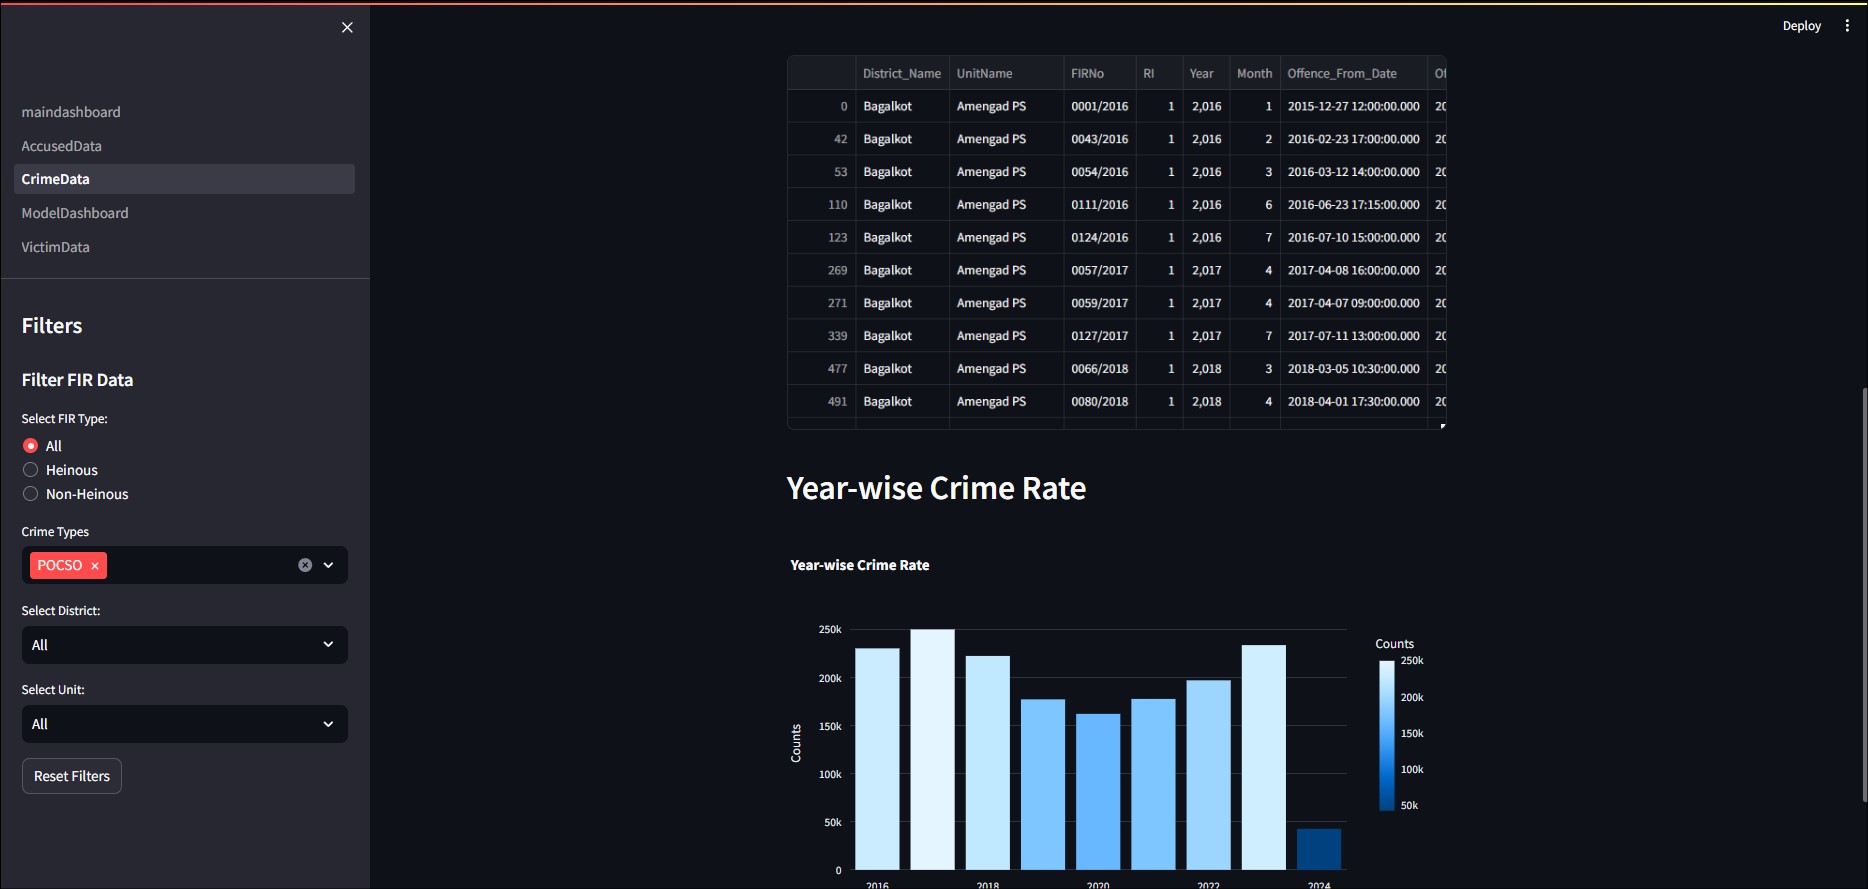 Deploy
maindashboard
AccusedData
CrimeData
ModelDashboard
VictimData
Filters
Filter FIR Data
Select FIR Type:
All
Heinous
Non-Heinous
Crime Types
POCSO
Select District:
All
Select Unit:
All
Reset Filters
District_Name UnitName FIRNo RI Year Month Offence_From_Date
0 Bagalkot Amengad PS 0001/2016 1 2,016 1 2015-12-27 12:00:00.000 20
42 Bagalkot Amengad PS 0043/2016 1 2,016 2 2016-02-23 17:00:00.000 20
53 Bagalkot Amengad PS 0054/2016 1 2,016 3 2016-03-12 14:00:00.000 20
110 Bagalkot Amengad PS 0111/2016 1 2,016 6 2016-06-23 17:15:00.000 20
123 Bagalkot Amengad PS 0124/2016 1 2,016 7 2016-07-10 15:00:00.000 20
269 Bagalkot Amengad PS 0057/2017 1 2,017 4 2017-04-08 16:00:00.000 20
271 Bagalkot Amengad PS 0059/2017 1 2,017 4 2017-04-07 09:00:00.000 20
339 Bagalkot Amengad PS 0127/2017 1 2,017 7 2017-07-11 13:00:00.000 20
477 Bagalkot Amengad PS 0066/2018 1 2,018 3 2018-03-05 10:30:00.000 20
491 Bagalkot Amengad PS 0080/2018 1 2,018 4 2018-04-01 17:30:00.000 20
Year-wise Crime Rate
Year-wise Crime Rate
Counts
250k
200k
150k
100k
50k
0
2016 2018 2020 2022 2024
Counts
250k
200k
150k
100k
50k